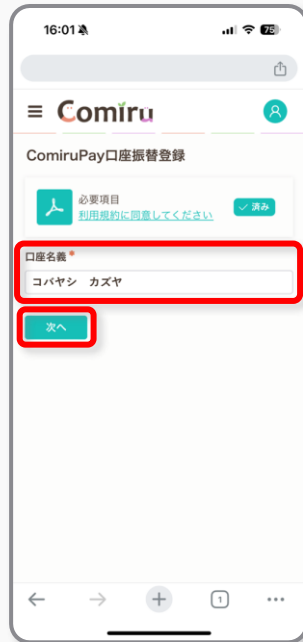 16:01
75
Comiru
ComiruPay口座振替登録
必要項目
利用規約に同意してください
済み
口座名義*
コバヤシ　カズヤ
次へ
1